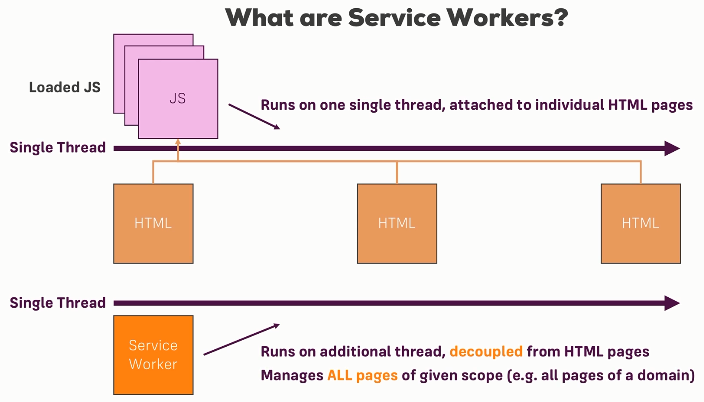 What are Service Workers?
Loaded JS
JS
Runs on one single thread, attached to individual HTML pages
Single Thread
HTML
HTML
HTML
Single Thread
Service
Worker
Runs on additional thread, decoupled from HTML pages
Manages ALL pages of given scope (e.g. all pages of a domain)